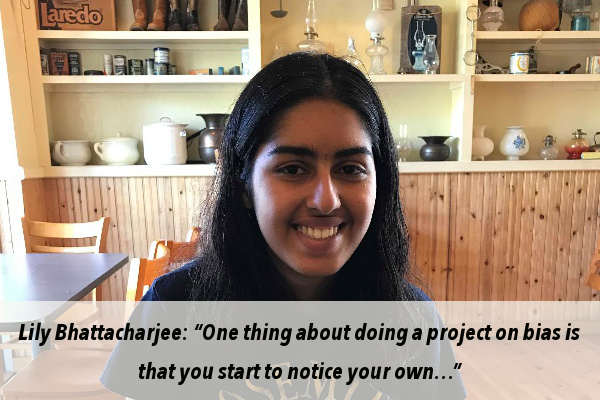 Laredo
Lily Bhattacharjee: “One thing about doing a project on bias is
that you start to notice your own…”